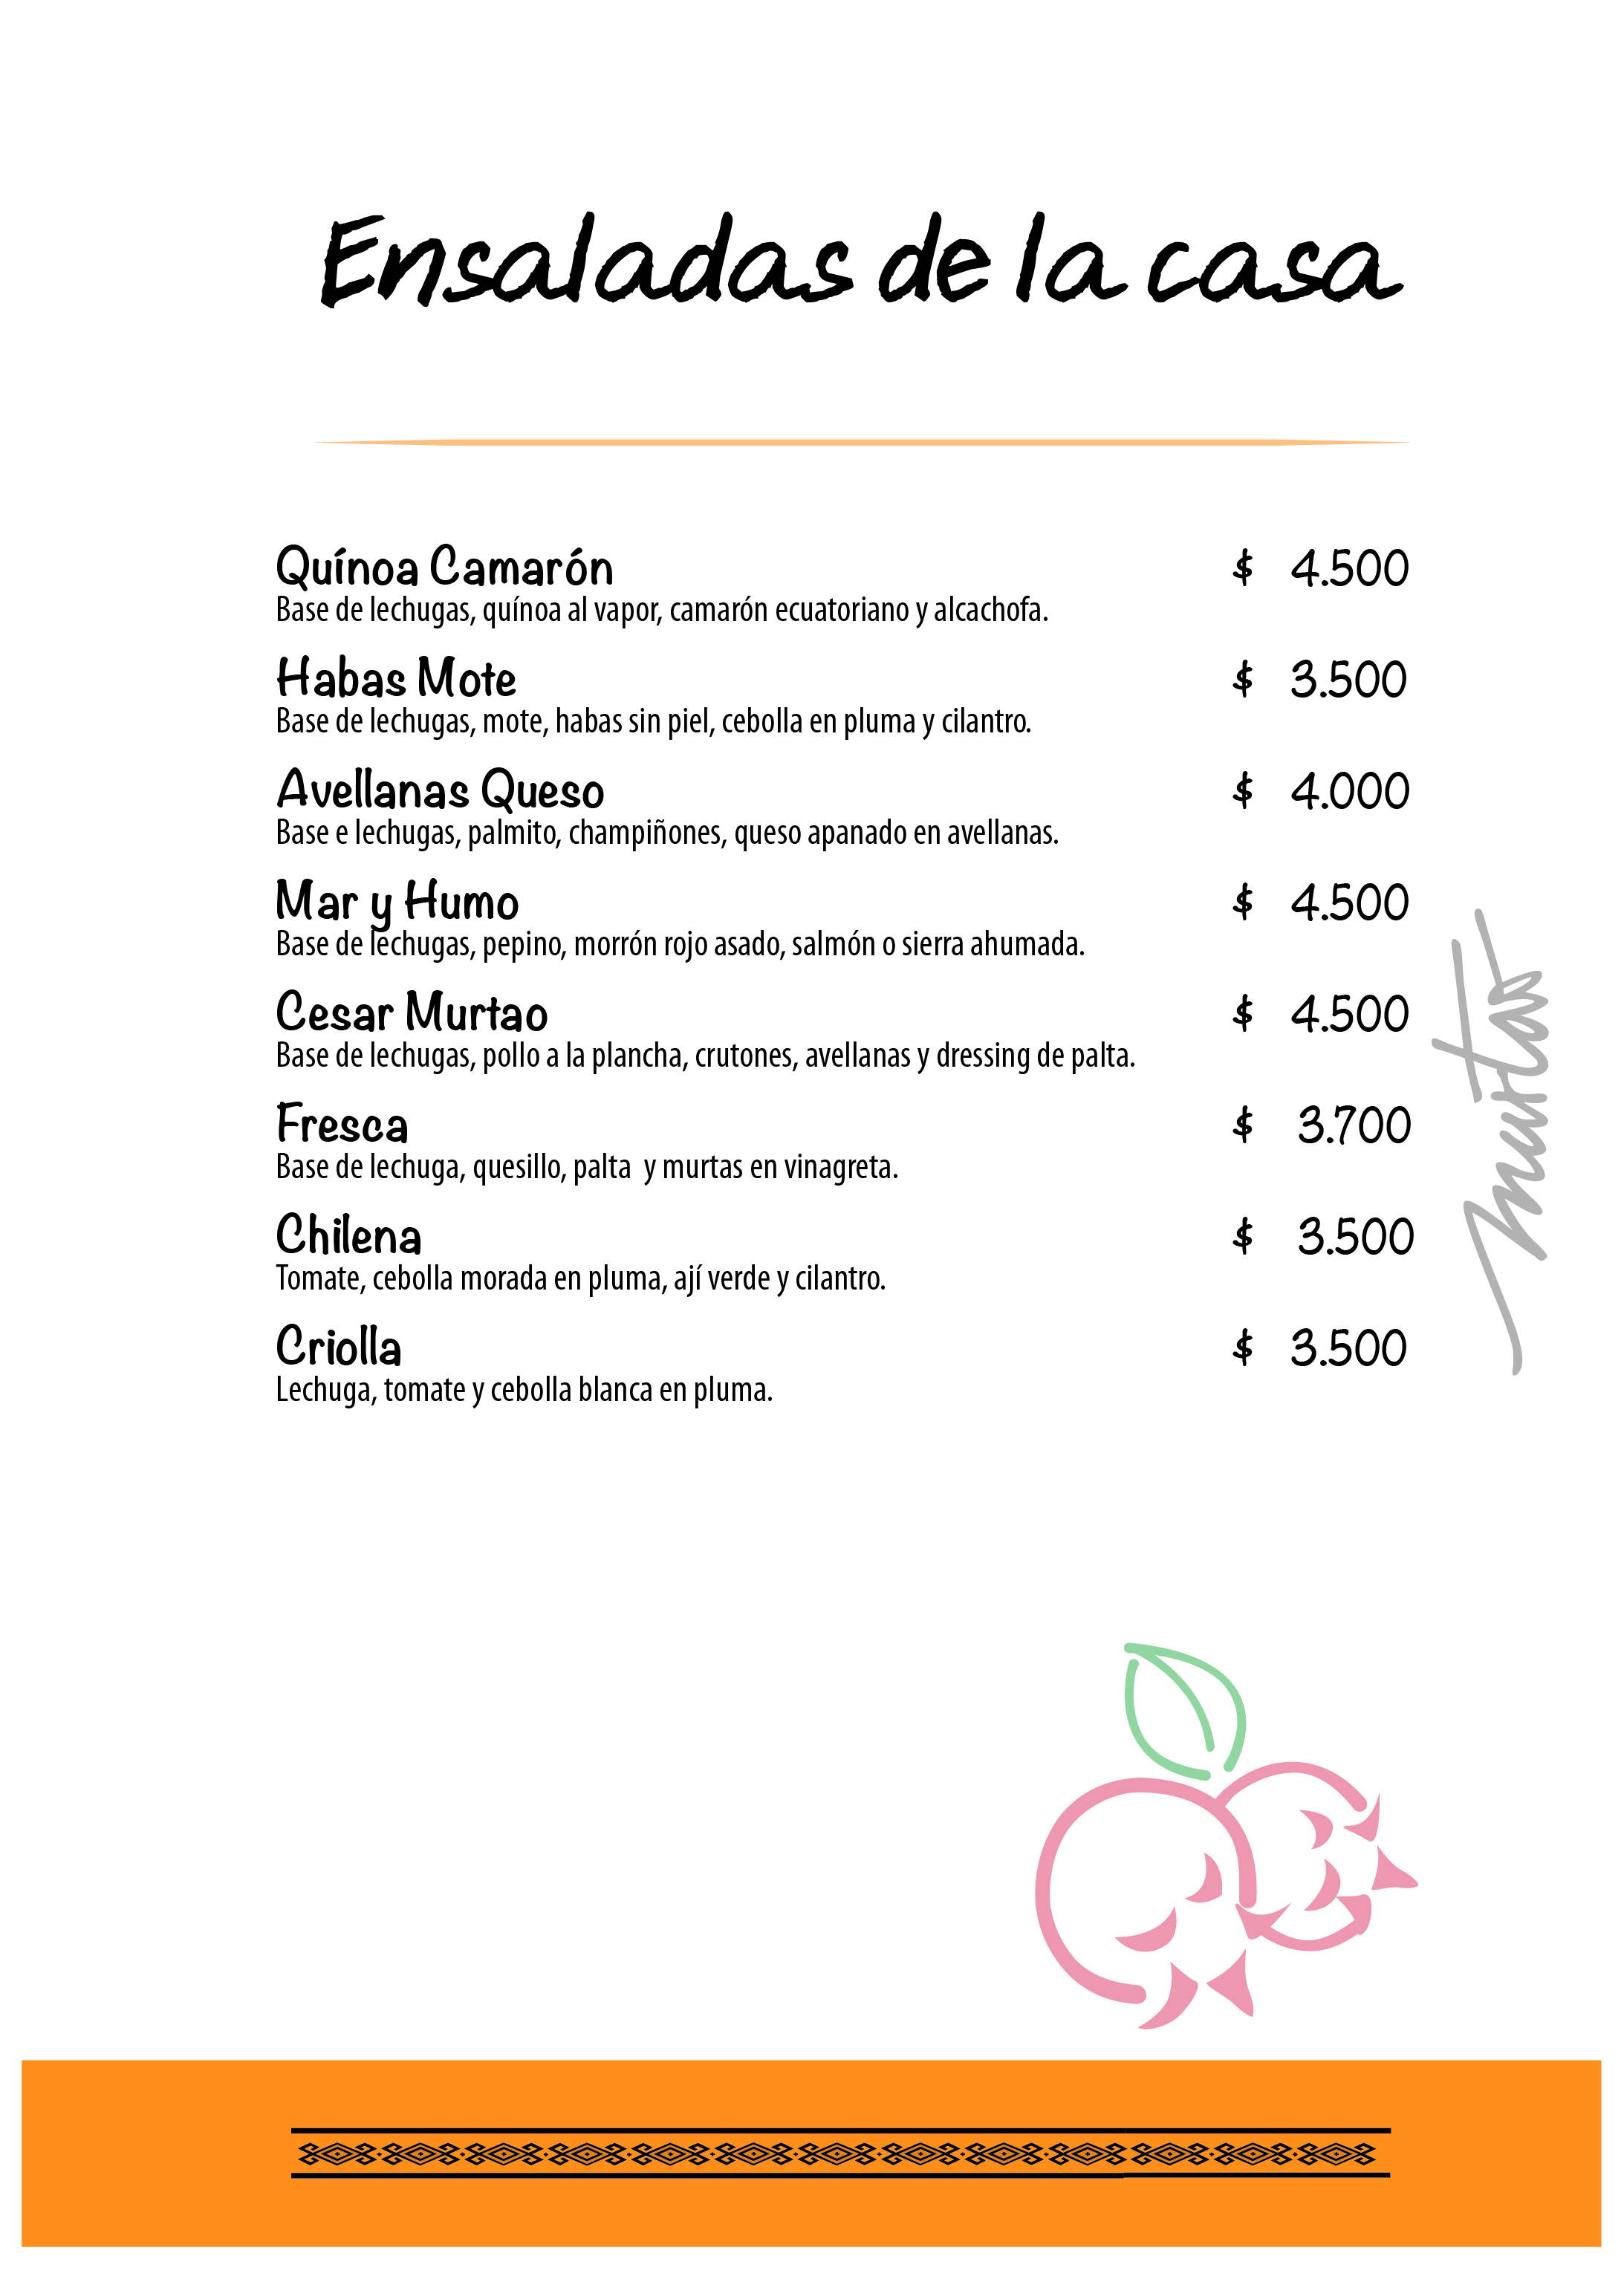 Ensaladas de la casa
Quínoa Camarón $ 4.500
Base de lechugas, quínoa al vapor, camarón ecuatoriano y alcachofa.
Habas Mote $ 3.500
Base de lechugas, mote, habas sin piel, cebolla en pluma y cilantro.
Avellanas Queso $ 4.000
Base e lechugas, palmito, champiñones, queso apanado en avellanas.
Mar y Humo $ 4.500
Base de lechugas, pepino, morrón rojo asado, salmón o sierra ahumada.
Cesar Murtao $ 4.500
Base de lechugas, pollo a la plancha, crutones, avellanas y dressing de palta.
Fresca $ 3.700
Base de lechuga, quesillo, palta  y murtas en vinagreta.
Chilena $ 3.500
Tomate, cebolla morada en pluma, ají verde y cilantro.
Criolla $ 3.500
Lechuga, tomate y cebolla blanca en pluma.
murtao